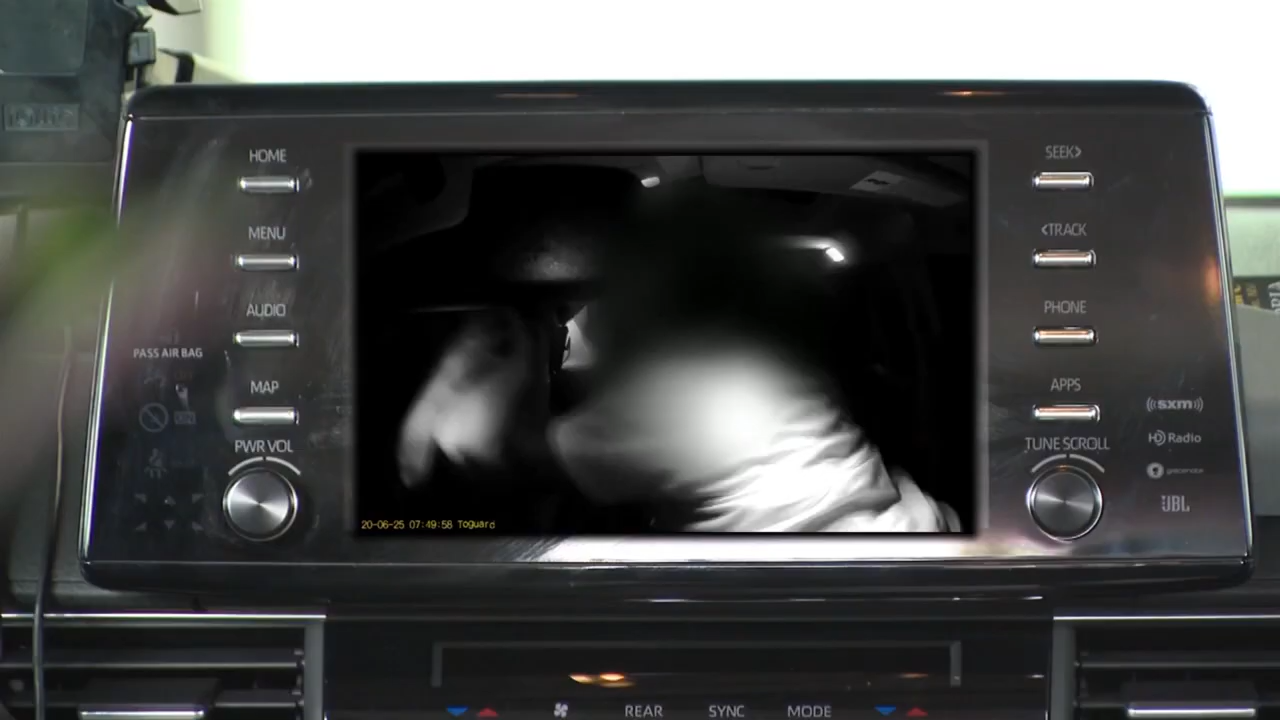 HOME
MENU
AUDIO
PASS AIR BAG
MAP
PWR VOL
SEEK>
<TRACK
PHONE
APPS
TUNE SCROLL
((sxm))
HD Radio
gracenote
JBL
20-06-25 07:49:58 Toguard
REAR SYNC MODE